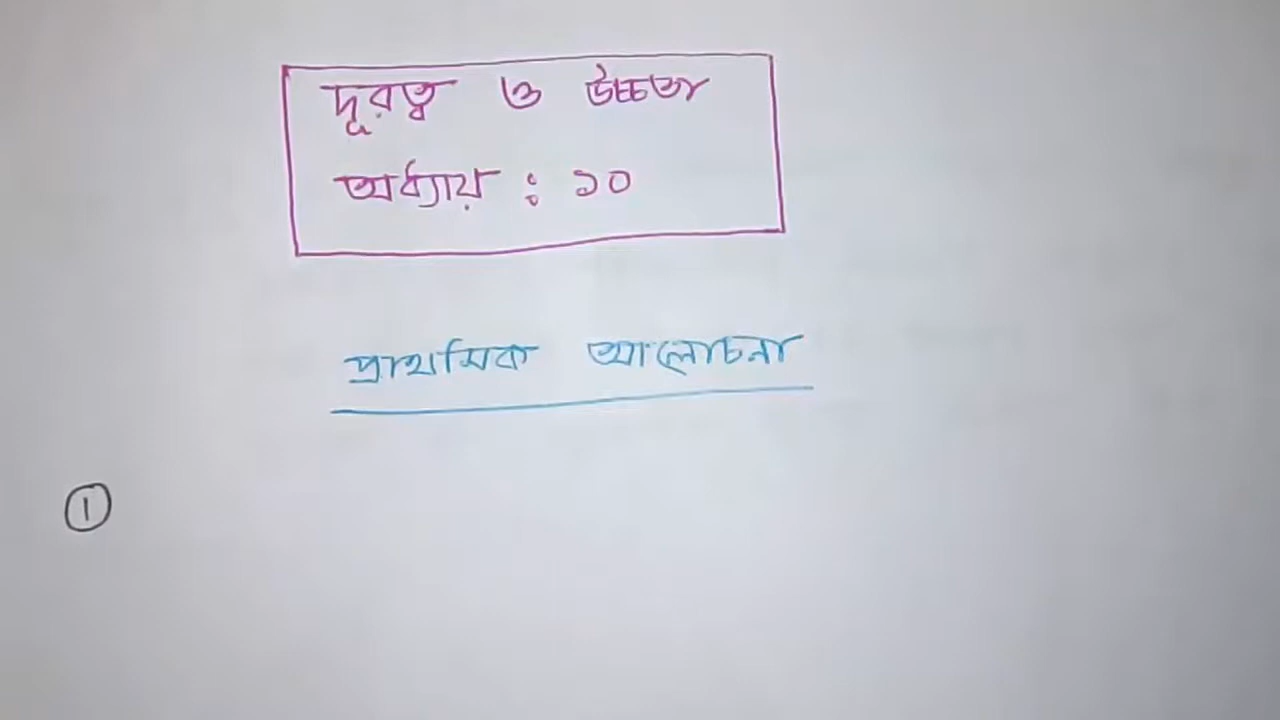 দূরত্ব ও উচ্চতা
অধ্যায় : ১০
প্রাথমিক আলোচনা
1